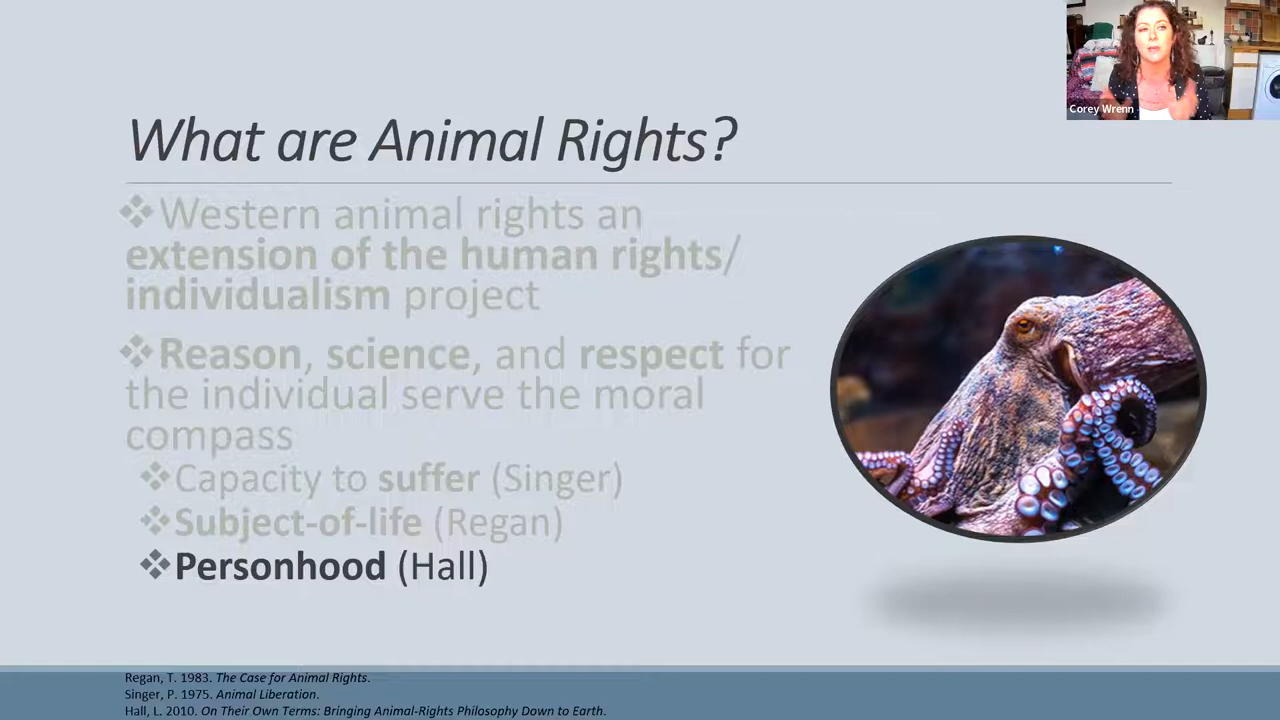 Corey Wrenn
What are Animal Rights?
❖Western animal rights an
extension of the human rights/
individualism project
❖Reason, science, and respect for
the individual serve the moral
compass
❖Capacity to suffer (Singer)
❖Subject-of-life (Regan)
❖Personhood (Hall)
Regan, T. 1983. The Case for Animal Rights.
Singer, P. 1975. Animal Liberation.
Hall, L. 2010. On Their Own Terms: Bringing Animal-Rights Philosophy Down to Earth.